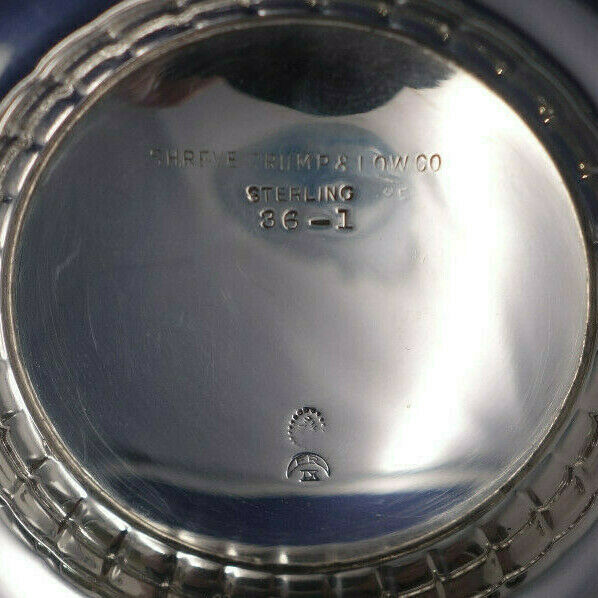 SHREVE CRUMP & LOW CO
STERLING
36-1